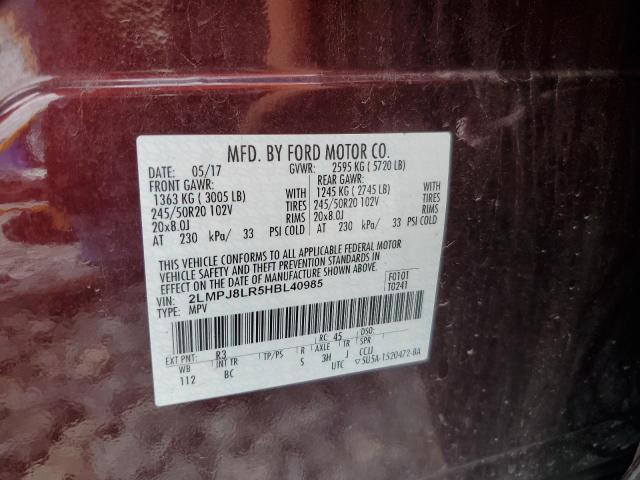 MFD. BY FORD MOTOR CO.
DATE: 05/17 GVWR: 2595 KG ( 5720 LB)
FRONT GAWR: REAR GAWR:
1363 KG ( 3005 LB) WITH 1245 KG ( 2745 LB) WITH
245/50R20 102V TIRES 245/50R20 102V TIRES
20x8.0J RIMS 20x8.0J RIMS
AT 230 kPa/ 33 PSI COLD AT 230 kPa/ 33 PSI COLD
THIS VEHICLE CONFORMS TO ALL APPLICABLE FEDERAL MOTOR
VEHICLE SAFETY AND THEFT PREVENTION STANDARDS IN
EFFECT ON THE DATE OF MANUFACTURE SHOWN ABOVE.
VIN: 2LMPJ8LR5HBL40985 F0101
TYPE: MPV T0241
EXT PNT: R3 RC: 45 DSO:
WB INT TR TP/PS R AXLE TR SPR
112 BC S 3H J CCJJ
UTC ▽5U5A-1520472-BA